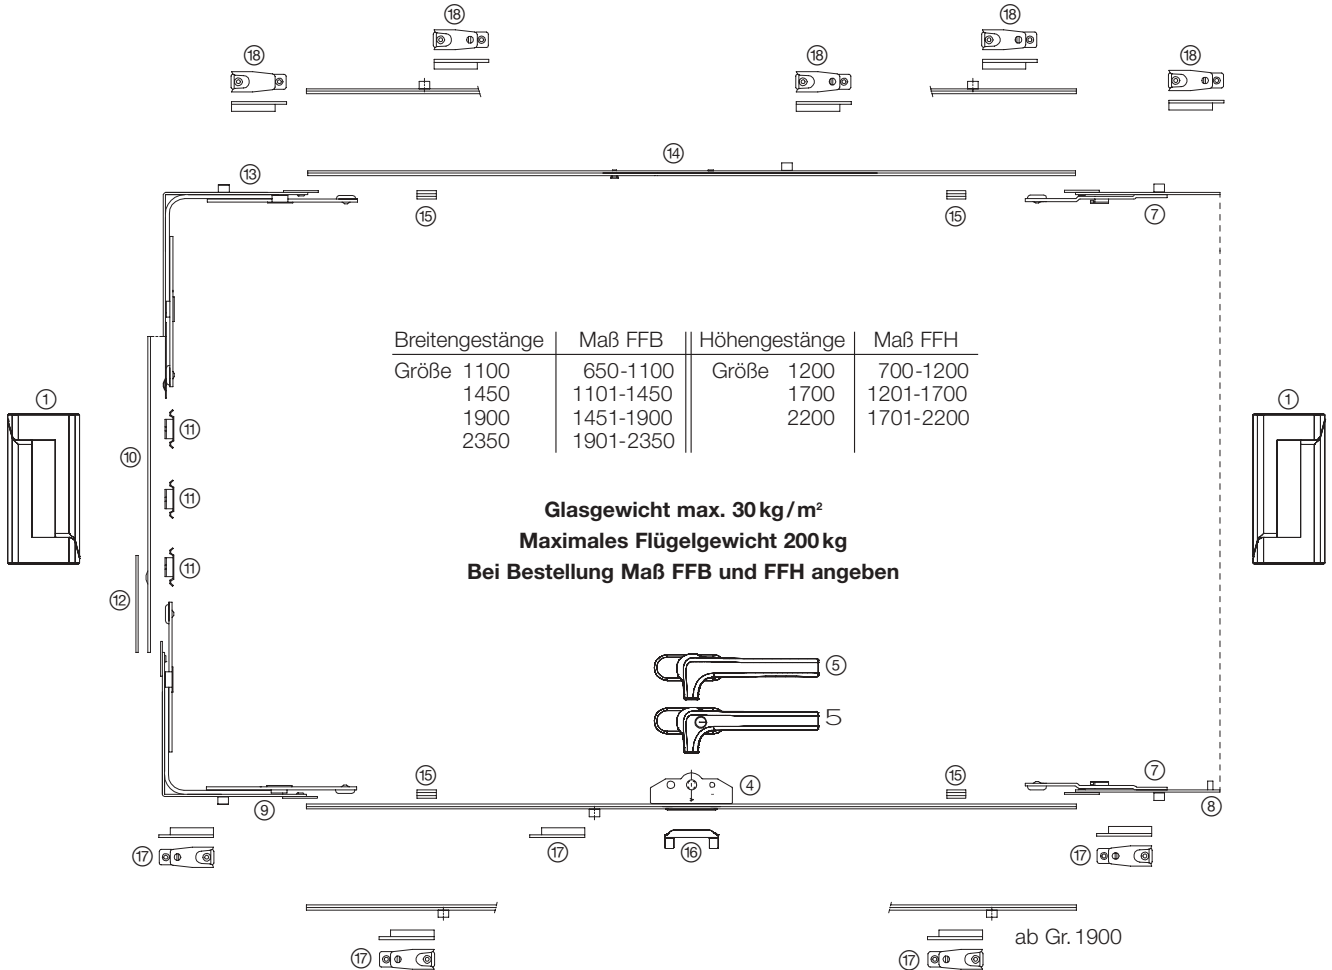 ⑱ ⑱
⑱ ⑱ ⑱
⑭
⑬
⑮ ⑮ ⑦
Breitengestänge Maß FFB Höhengestänge Maß FFH
Größe 1100 650-1100 Größe 1200 700-1200
1450 1101-1450 1700 1201-1700
1900 1451-1900 2200 1701-2200
2350 1901-2350
① ①
⑪
⑩
⑪
Glasgewicht max. 30 kg/m²
Maximales Flügelgewicht 200 kg
⑪
Bei Bestellung Maß FFB und FFH angeben
⑫
⑤
5
⑮ ④ ⑮ ⑦
⑨ ⑧
⑰ ⑰ ⑯ ⑰
ab Gr. 1900
⑰ ⑰